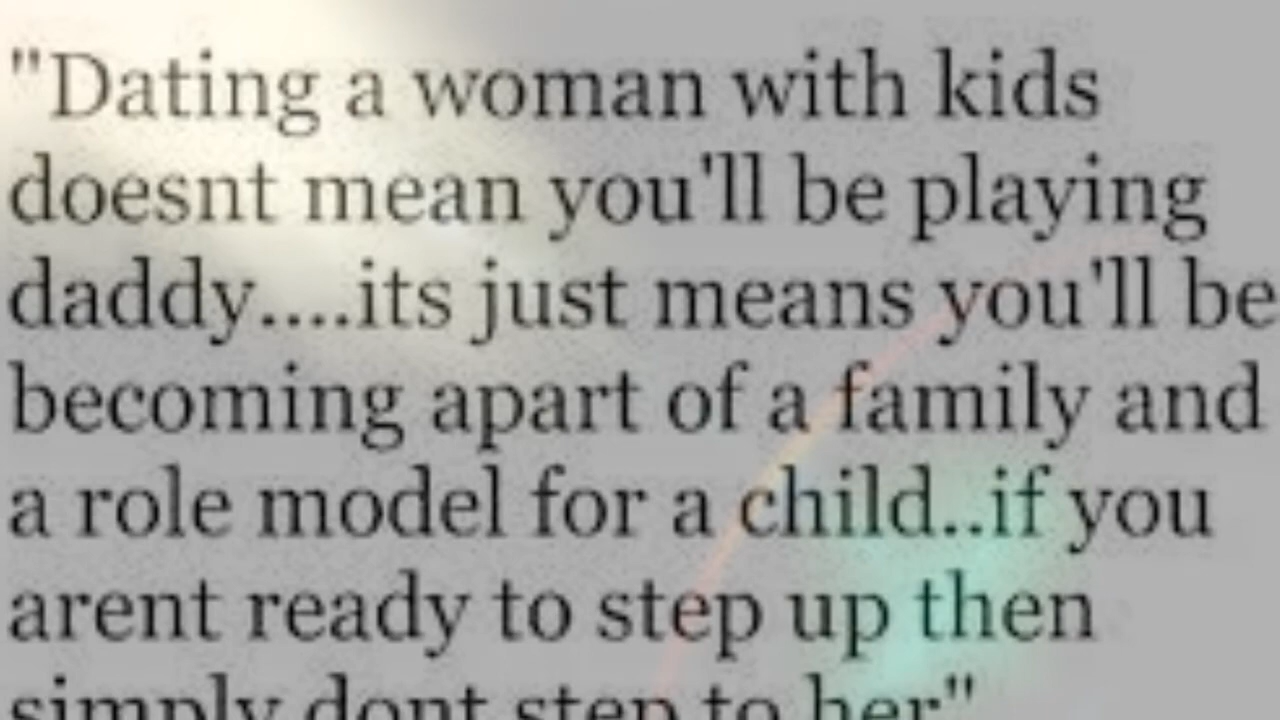 "Dating a woman with kids
doesnt mean you'll be playing
daddy....its just means you'll be
becoming apart of a family and
a role model for a child..if you
arent ready to step up then
simply dont step to her"